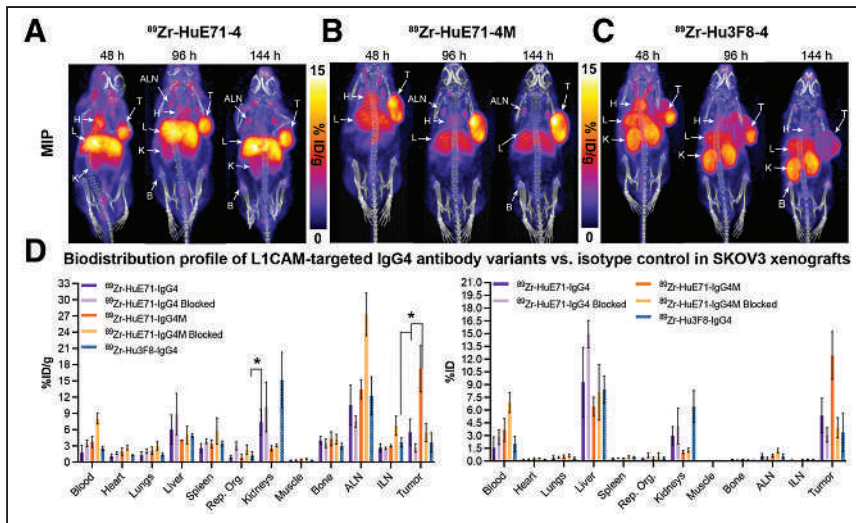 A
⁸⁹Zr-HuE71-4
B
⁸⁹Zr-HuE71-4M
C
⁸⁹Zr-Hu3F8-4
48 h
96 h
144 h
48 h
96 h
144 h
48 h
96 h
144 h
MIP
ALN
H
L
K
B
T
T
T
15
% ID/g
0
ALN
ALN
H
H
L
L
B
T
T
15
% ID/g
0
H
L
K
K
L
K
B
T
T
D
Biodistribution profile of L1CAM-targeted IgG4 antibody variants vs. isotype control in SKOV3 xenografts
%ID/g
33
30
27
24
21
18
15
12
9
6
3
0
⁸⁹Zr-HuE71-IgG4
⁸⁹Zr-HuE71-IgG4 Blocked
⁸⁹Zr-HuE71-IgG4M
⁸⁹Zr-HuE71-IgG4M Blocked
⁸⁹Zr-Hu3F8-IgG4
*
*
Blood
Heart
Lungs
Liver
Spleen
Rep. Org.
Kidneys
Muscle
Bone
ALN
ILN
Tumor
%ID
21.0
19.5
18.0
16.5
15.0
13.5
12.0
10.5
9.0
7.5
6.0
4.5
3.0
1.5
0.0
⁸⁹Zr-HuE71-IgG4
⁸⁹Zr-HuE71-IgG4 Blocked
⁸⁹Zr-HuE71-IgG4M
⁸⁹Zr-HuE71-IgG4M Blocked
⁸⁹Zr-Hu3F8-IgG4
Blood
Heart
Lungs
Liver
Spleen
Rep. Org.
Kidneys
Muscle
Bone
ALN
ILN
Tumor